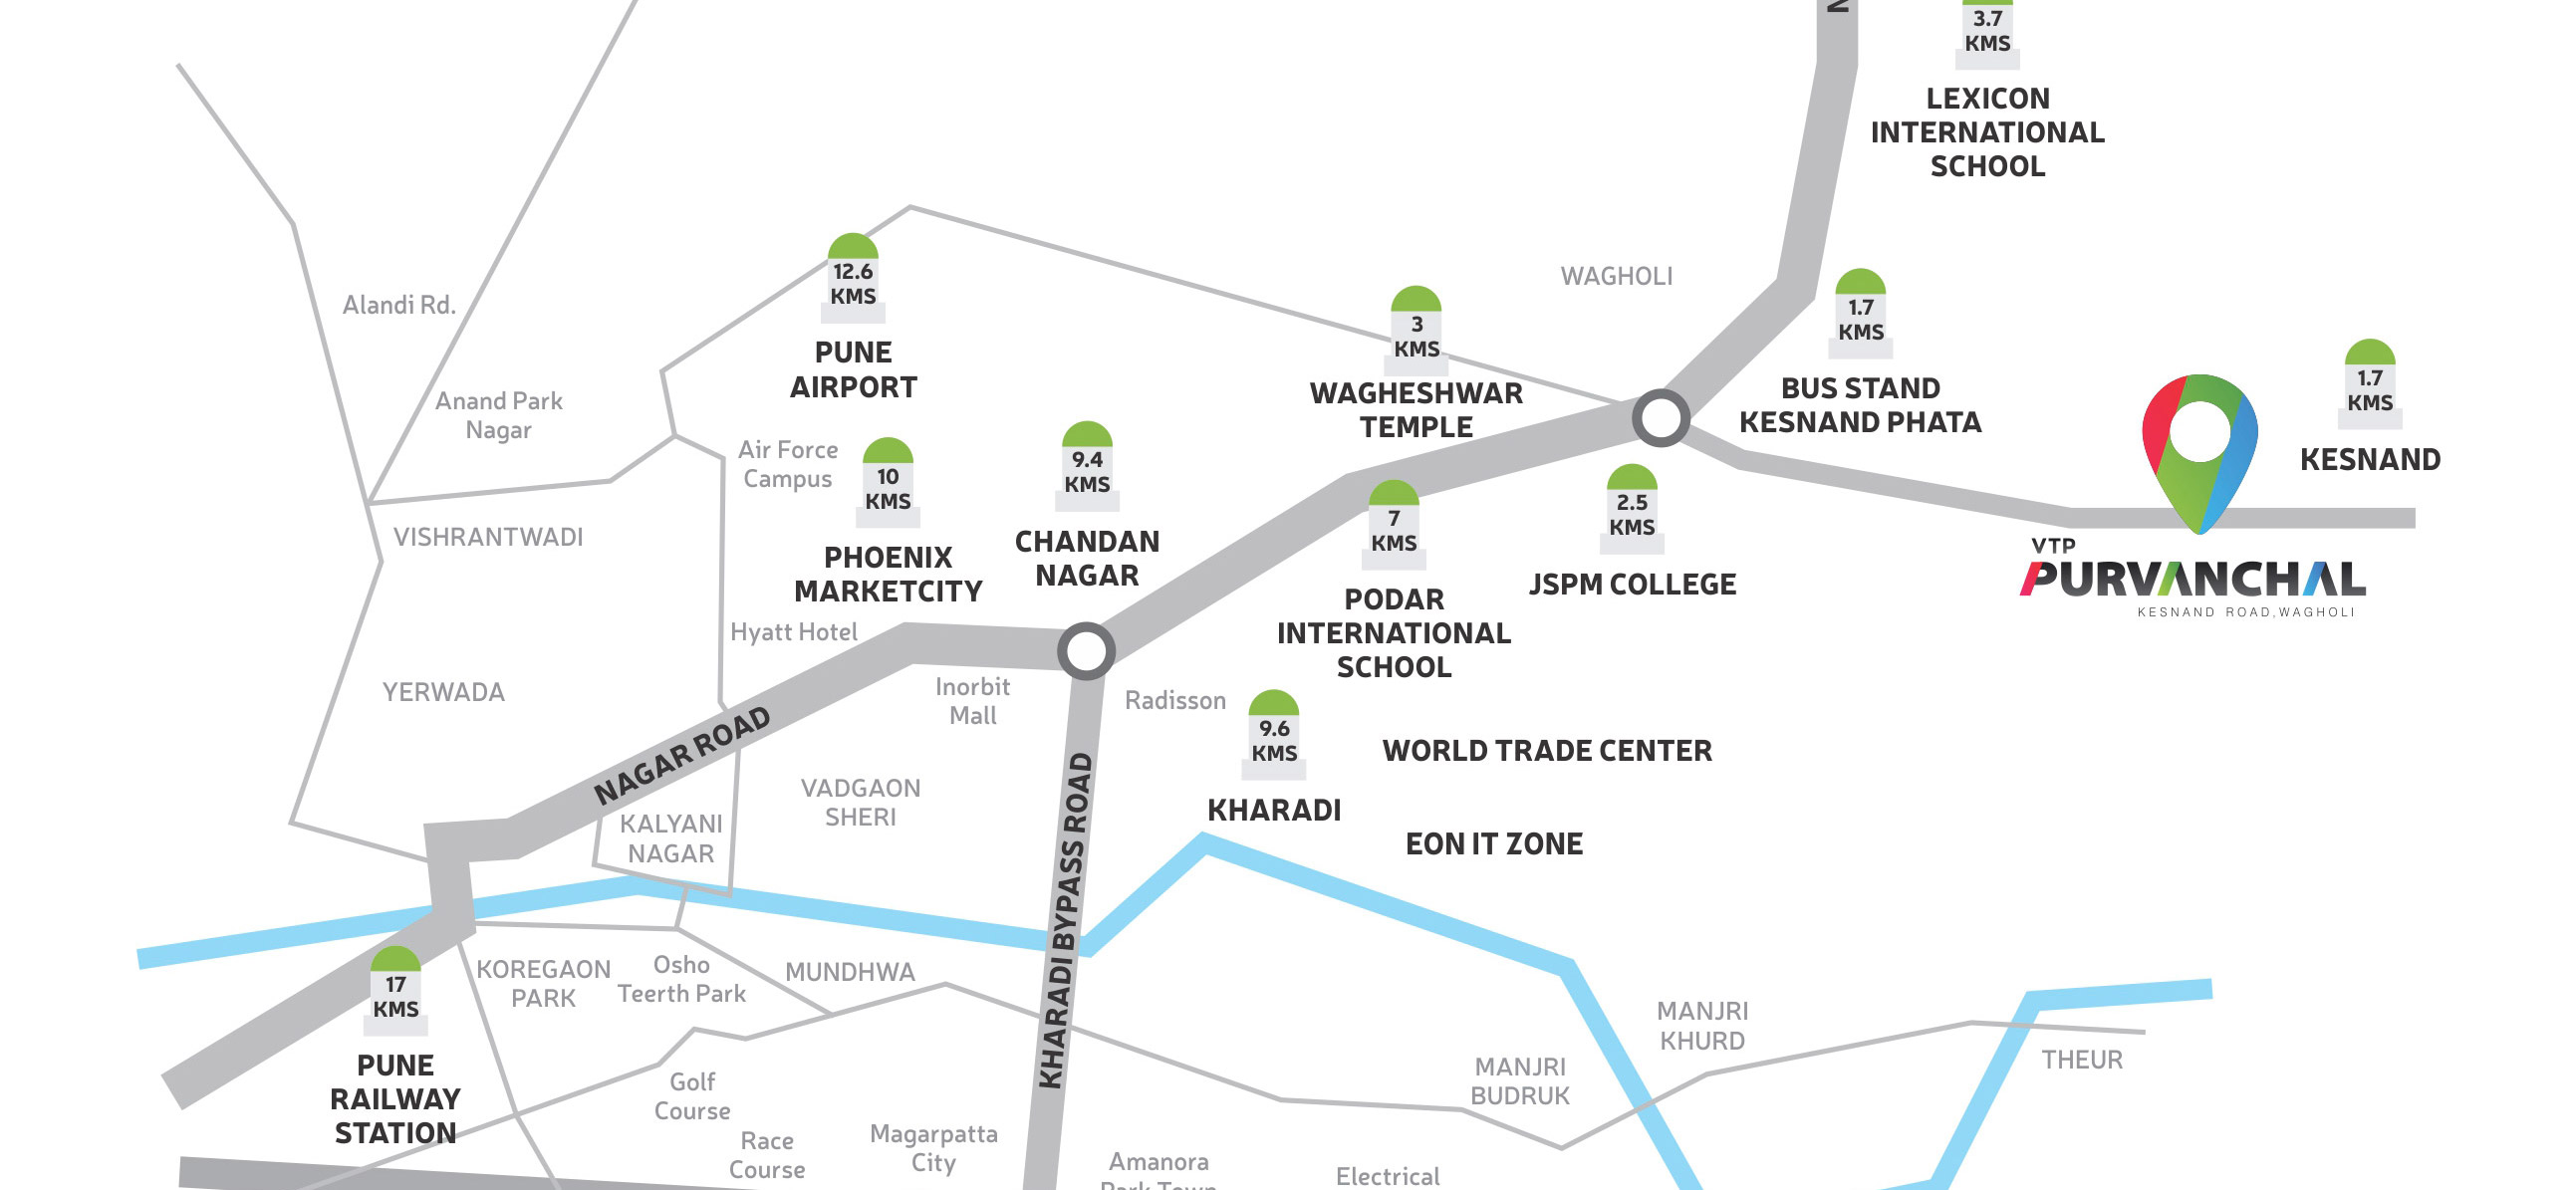 3.7
KMS
LEXICON
INTERNATIONAL
SCHOOL
12.6
KMS
PUNE
AIRPORT
WAGHOLI
Alandi Rd.
3
KMS
WAGHESHWAR
TEMPLE
1.7
KMS
BUS STAND
KESNAND PHATA
1.7
KMS
KESNAND
Anand Park
Nagar
Air Force
Campus
10
KMS
PHOENIX
MARKETCITY
9.4
KMS
CHANDAN
NAGAR
7
KMS
PODAR
INTERNATIONAL
SCHOOL
2.5
KMS
JSPM COLLEGE
VTP
PURVANCHAL
KESNAND ROAD,WAGHOLI
VISHRANTWADI
Hyatt Hotel
YERWADA
Inorbit
Mall
Radisson
9.6
KMS
KHARADI
WORLD TRADE CENTER
EON IT ZONE
NAGAR ROAD
VADGAON
SHERI
KALYANI
NAGAR
KHARADI BYPASS ROAD
17
KMS
PUNE
RAILWAY
STATION
KOREGAON
PARK
Osho
Teerth Park
MUNDHWA
MANJRI
KHURD
MANJRI
BUDRUK
THEUR
Golf
Course
Race
Course
Magarpatta
City
Amanora
Park Town
Electrical